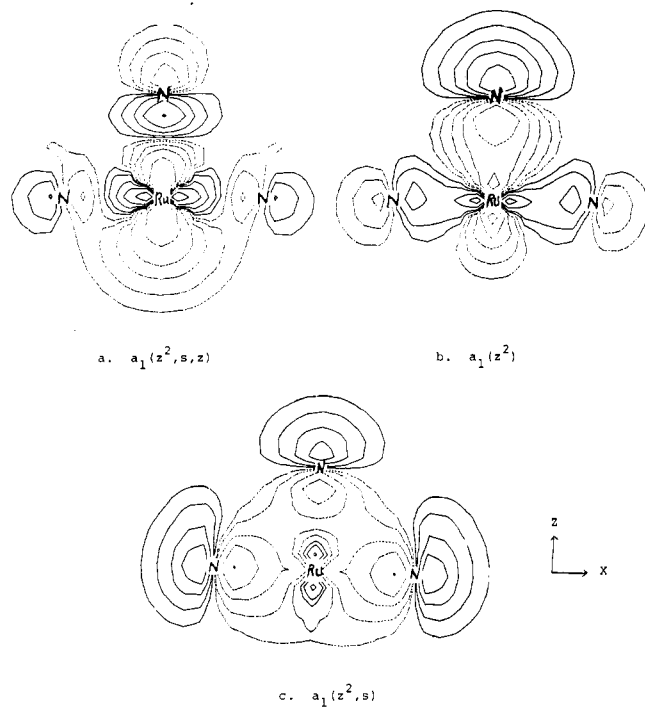 N
N Ru N
a. a₁(z²,s,z)
N
N Ru N
b. a₁(z²)
N
N Ru N
c. a₁(z²,s)
z
x